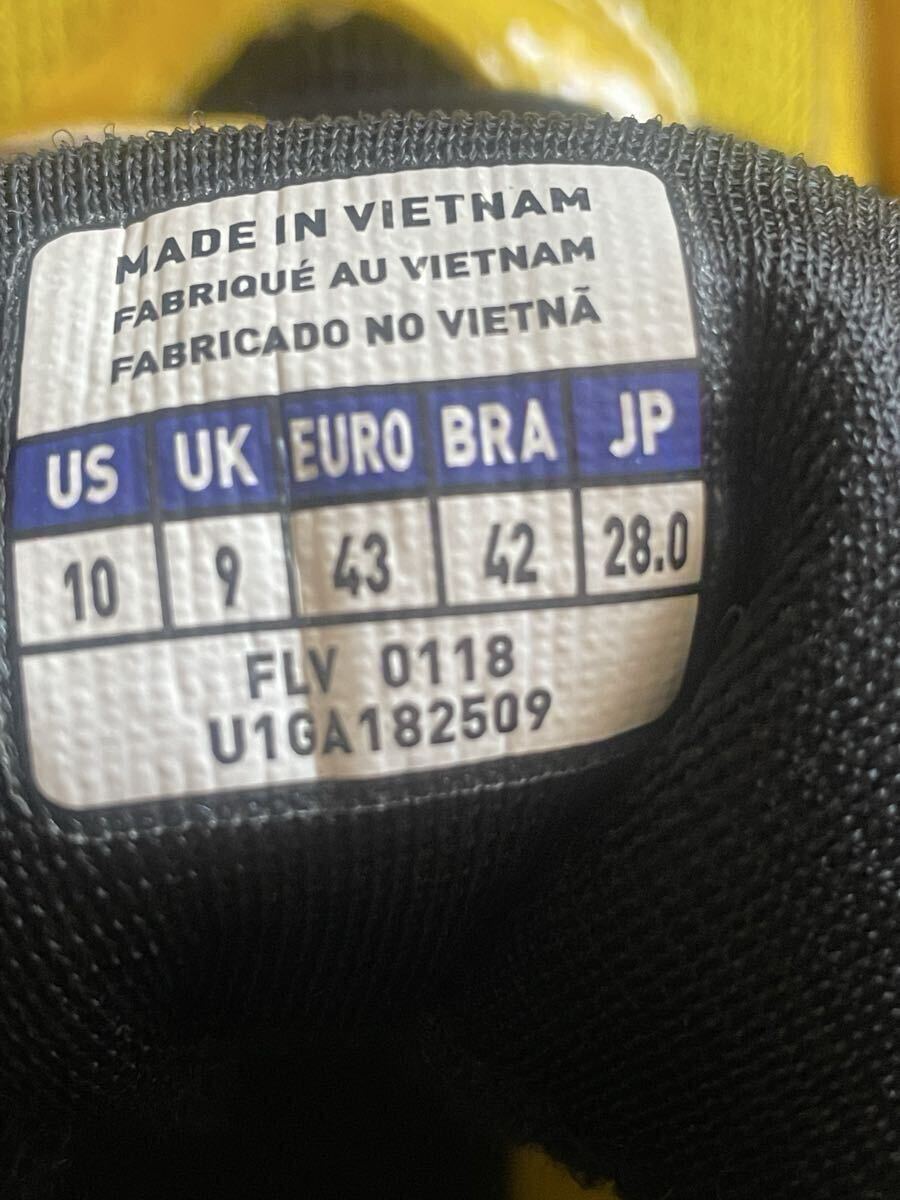 MADE IN VIETNAM
FABRIQUÉ AU VIETNAM
FABRICADO NO VIETNÃ
US UK EURO BRA JP
10 9 43 42 28.0
FLV 0118
U1GA182509